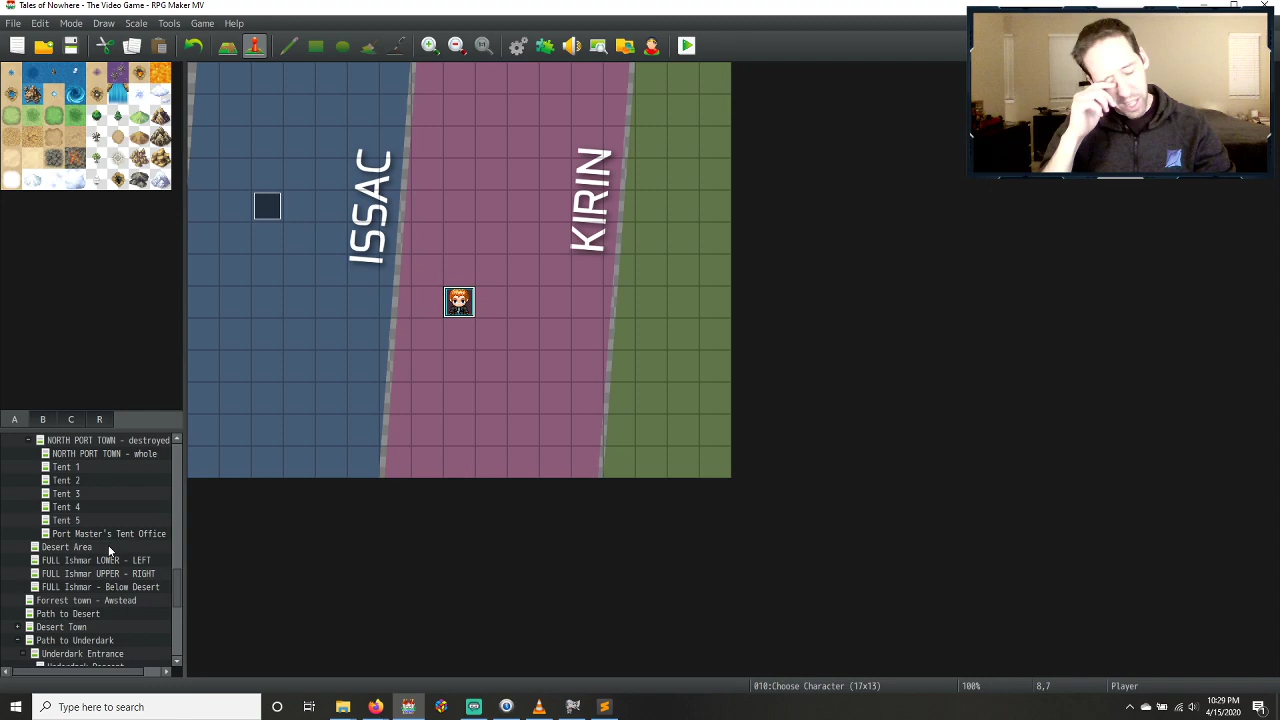 Tales of Nowhere - The Video Game - RPG Maker MV
File Edit Mode Draw Scale Tools Game Help
ISSAC
KIRIN
A B C R
NORTH PORT TOWN - destroyed
NORTH PORT TOWN - whole
Tent 1
Tent 2
Tent 3
Tent 4
Tent 5
Port Master's Tent Office
Desert Area
FULL Ishmar LOWER - LEFT
FULL Ishmar UPPER - RIGHT
FULL Ishmar - Below Desert
Forrest town - Awstead
Path to Desert
Desert Town
Path to Underdark
Underdark Entrance
010:Choose Character (17x13) 100% 8,7 Player
Type here to search
10:29 PM
4/15/2020